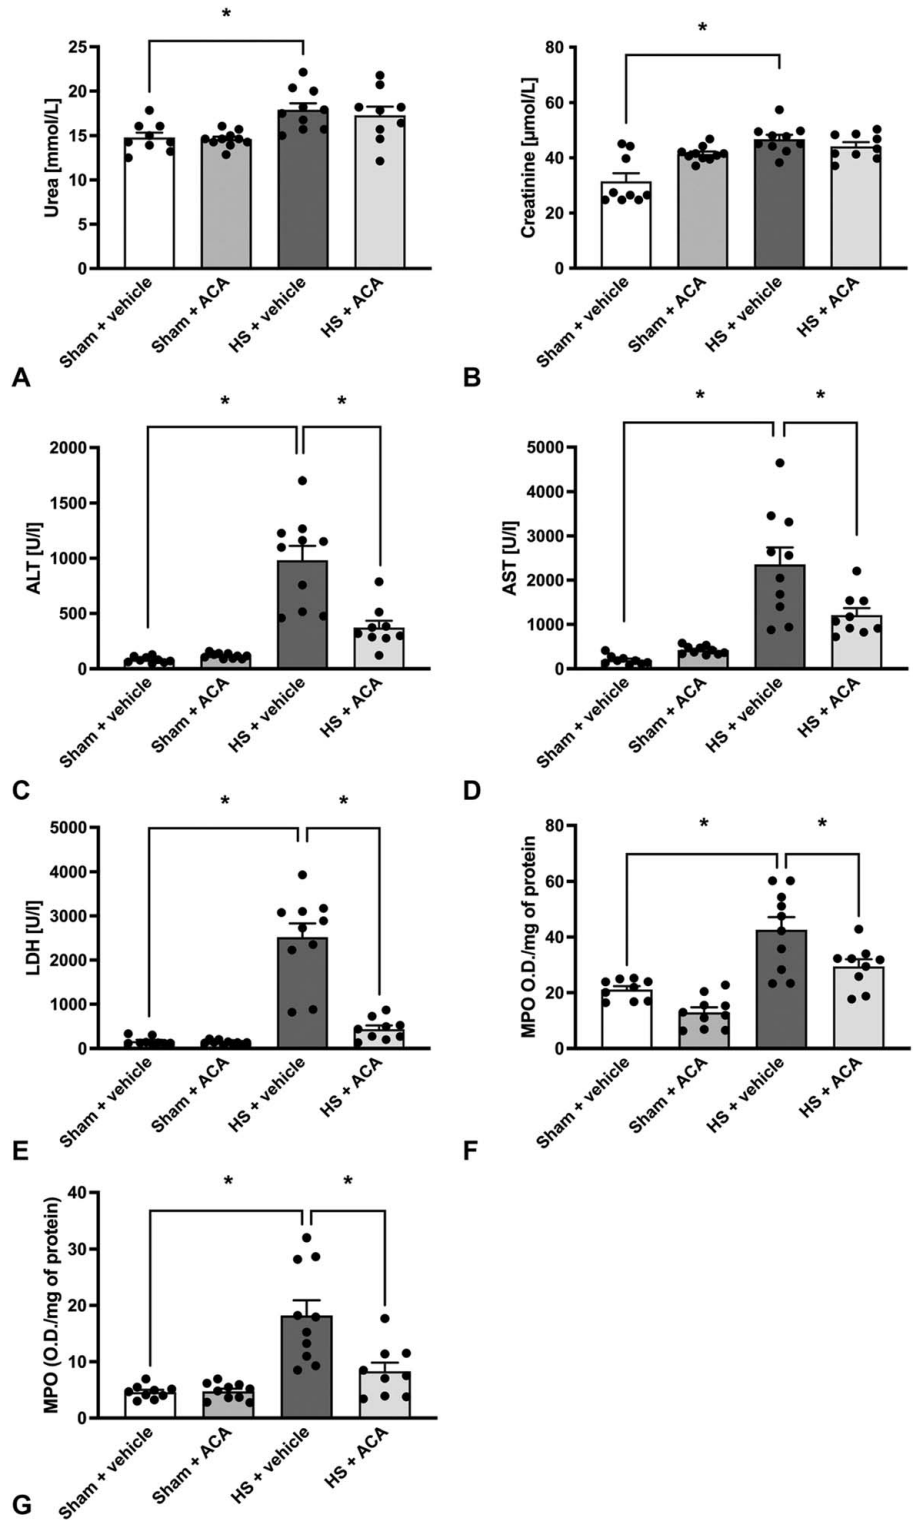 *
*
25
20
15
10
5
0
Urea [mmol/L]
Sham + vehicle
Sham + ACA
HS + vehicle
HS + ACA
A
80
60
40
20
0
Creatinine [µmol/L]
Sham + vehicle
Sham + ACA
HS + vehicle
HS + ACA
B
*
*
2000
1500
1000
500
0
ALT [U/l]
Sham + vehicle
Sham + ACA
HS + vehicle
HS + ACA
C
*
*
5000
4000
3000
2000
1000
0
AST [U/l]
Sham + vehicle
Sham + ACA
HS + vehicle
HS + ACA
D
*
*
5000
4000
3000
2000
1000
0
LDH [U/l]
Sham + vehicle
Sham + ACA
HS + vehicle
HS + ACA
E
*
*
80
60
40
20
0
MPO O.D./mg of protein
Sham + vehicle
Sham + ACA
HS + vehicle
HS + ACA
F
*
*
40
30
20
10
0
MPO (O.D./mg of protein)
Sham + vehicle
Sham + ACA
HS + vehicle
HS + ACA
G